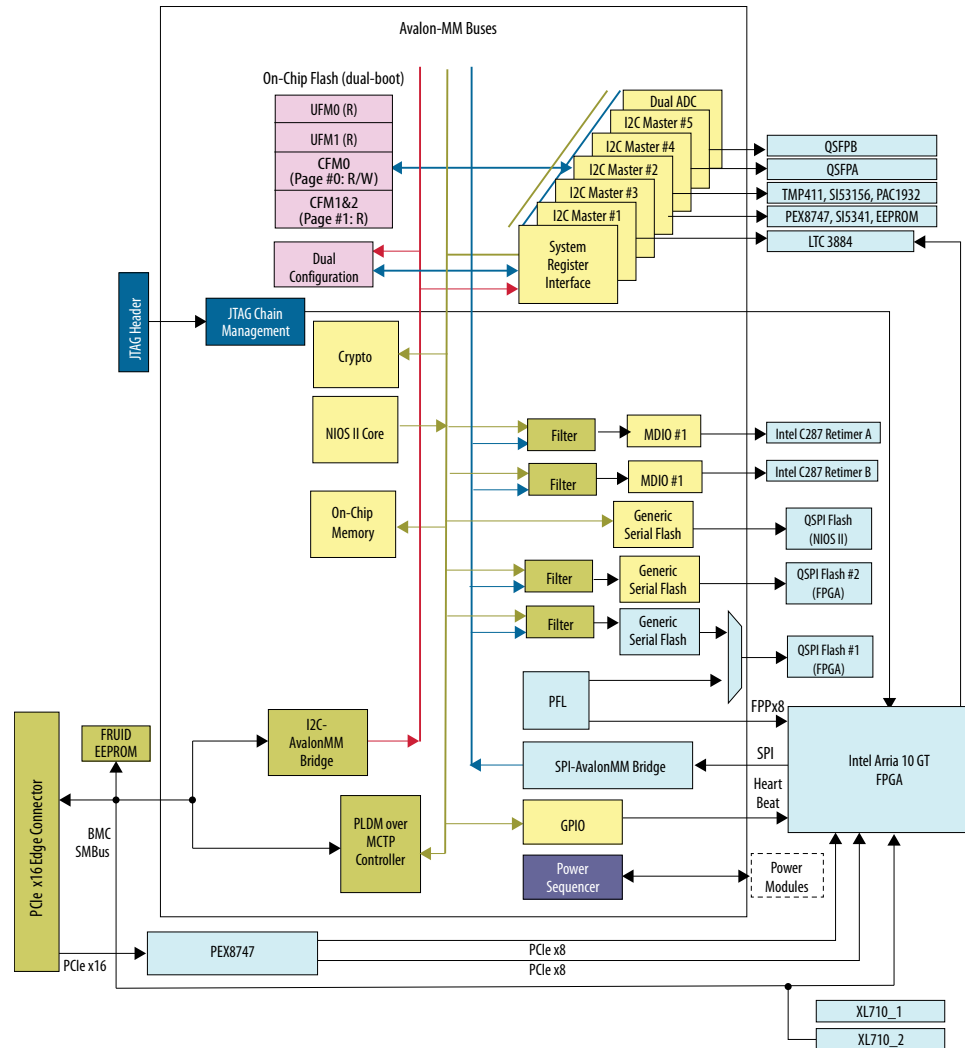 Avalon-MM Buses
On-Chip Flash (dual-boot)
UFM0 (R)
UFM1 (R)
CFM0
(Page #0: R/W)
CFM1&2
(Page #1: R)
Dual
Configuration
Dual ADC
I2C Master #5
I2C Master #4
I2C Master #2
I2C Master #3
I2C Master #1
System
Register
Interface
QSFPB
QSFPA
TMP411, SI53156, PAC1932
PEX8747, SI5341, EEPROM
LTC 3884
JTAG Header
JTAG Chain
Management
Crypto
NIOS II Core
On-Chip
Memory
Filter
MDIO #1
Intel C287 Retimer A
Filter
MDIO #1
Intel C287 Retimer B
Generic
Serial Flash
QSPI Flash
(NIOS II)
Filter
Generic
Serial Flash
QSPI Flash #2
(FPGA)
Filter
Generic
Serial Flash
QSPI Flash #1
(FPGA)
PFL
FPPx8
SPI-AvalonMM Bridge
SPI
Intel Arria 10 GT
FPGA
Heart
Beat
GPIO
Power
Sequencer
Power
Modules
PCIe x16 Edge Connector
FRUID
EEPROM
BMC
SMBus
I2C-
AvalonMM
Bridge
PLDM over
MCTP
Controller
PCIe x16
PEX8747
PCIe x8
PCIe x8
XL710_1
XL710_2